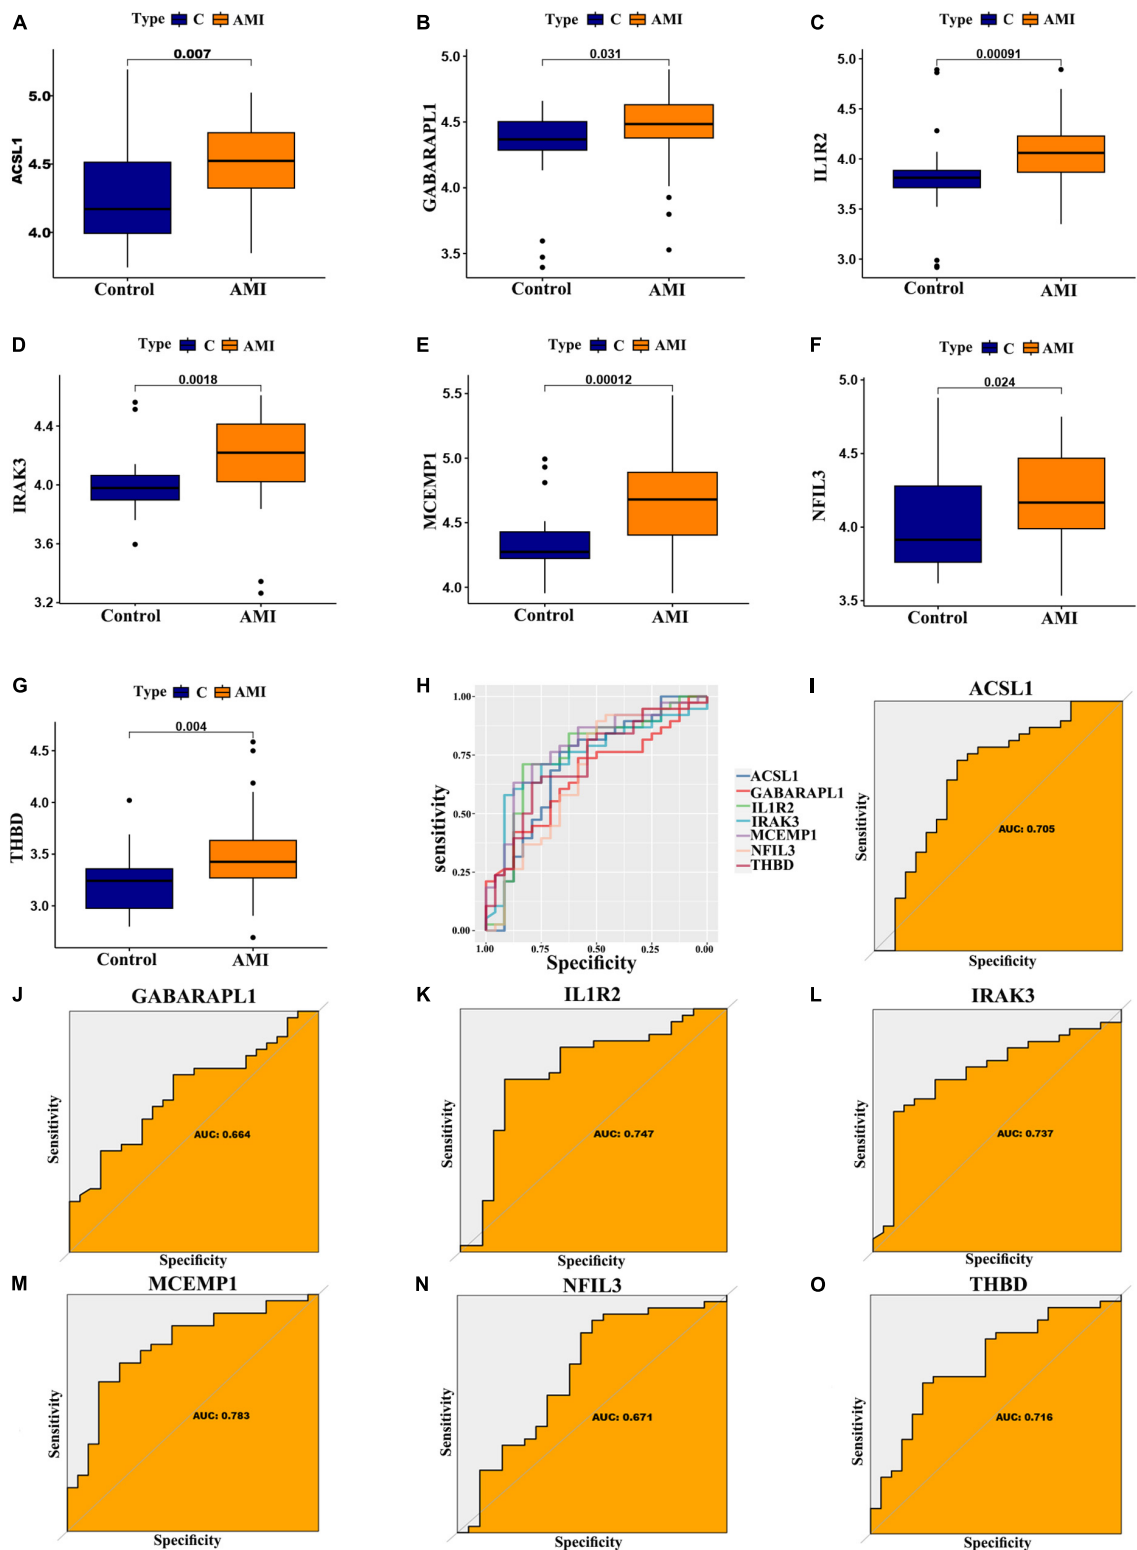 A
Type C AMI
0.007
5.0
4.5
4.0
ACSL1
Control AMI
B
Type C AMI
0.031
5.0
4.5
4.0
3.5
GABARAPL1
Control AMI
C
Type C AMI
0.00091
5.0
4.5
4.0
3.5
3.0
IL1R2
Control AMI
D
Type C AMI
0.0018
4.4
4.0
3.6
3.2
IRAK3
Control AMI
E
Type C AMI
0.00012
5.5
5.0
4.5
4.0
MCEMP1
Control AMI
F
Type C AMI
0.024
5.0
4.5
4.0
3.5
NFIL3
Control AMI
G
Type C AMI
0.004
4.5
4.0
3.5
3.0
THBD
Control AMI
H
1.00
0.75
0.50
0.25
0.00
sensitivity
1.00 0.75 0.50 0.25 0.00
Specificity
ACSL1
GABARAPL1
IL1R2
IRAK3
MCEMP1
NFIL3
THBD
I
ACSL1
Sensitivity
AUC: 0.705
Specificity
J
GABARAPL1
Sensitivity
AUC: 0.664
Specificity
K
IL1R2
Sensitivity
AUC: 0.747
Specificity
L
IRAK3
Sensitivity
AUC: 0.737
Specificity
M
MCEMP1
Sensitivity
AUC: 0.783
Specificity
N
NFIL3
Sensitivity
AUC: 0.671
Specificity
O
THBD
Sensitivity
AUC: 0.716
Specificity